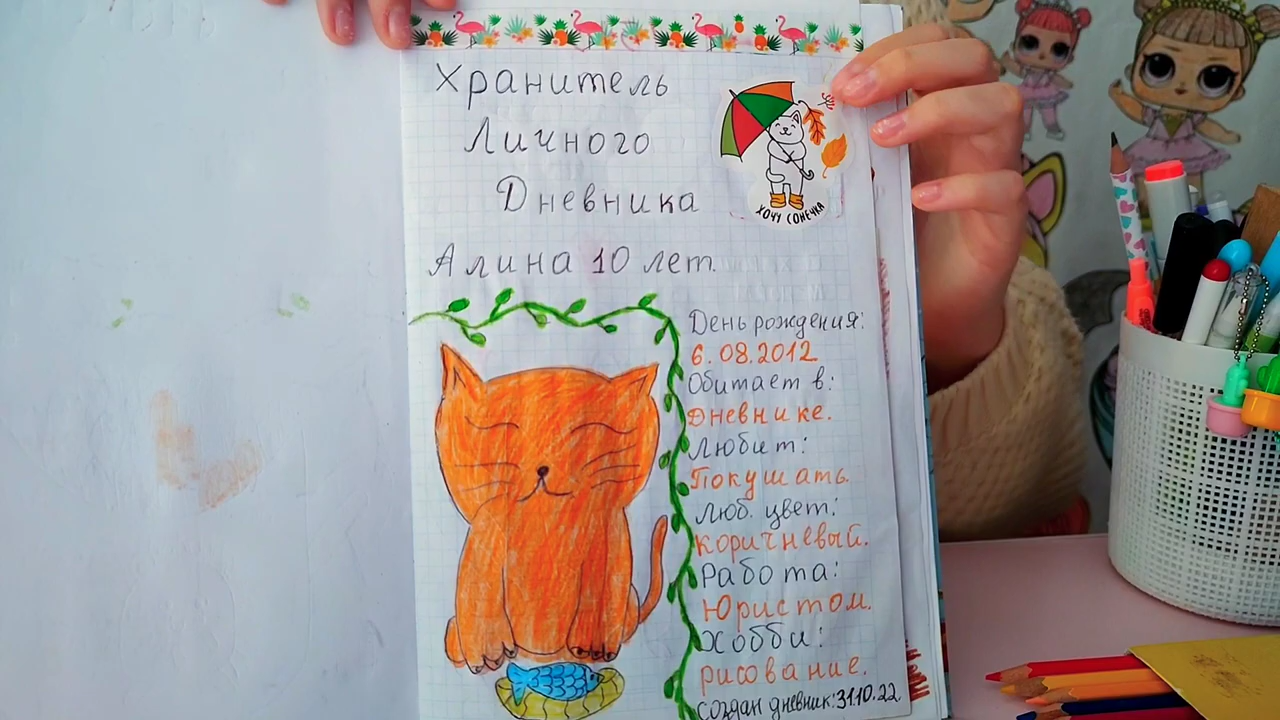 Хранитель
Личного
Дневника
ХОЧУ СОНЕЧКА
Алина 10 лет.
День рождения:
6.08.2012
Обитает в:
Дневнике.
Любит:
Покушать.
Люб. цвет:
коричневый.
Работа:
Юристом.
Хобби:
рисование.
создан дневник:31.10.22